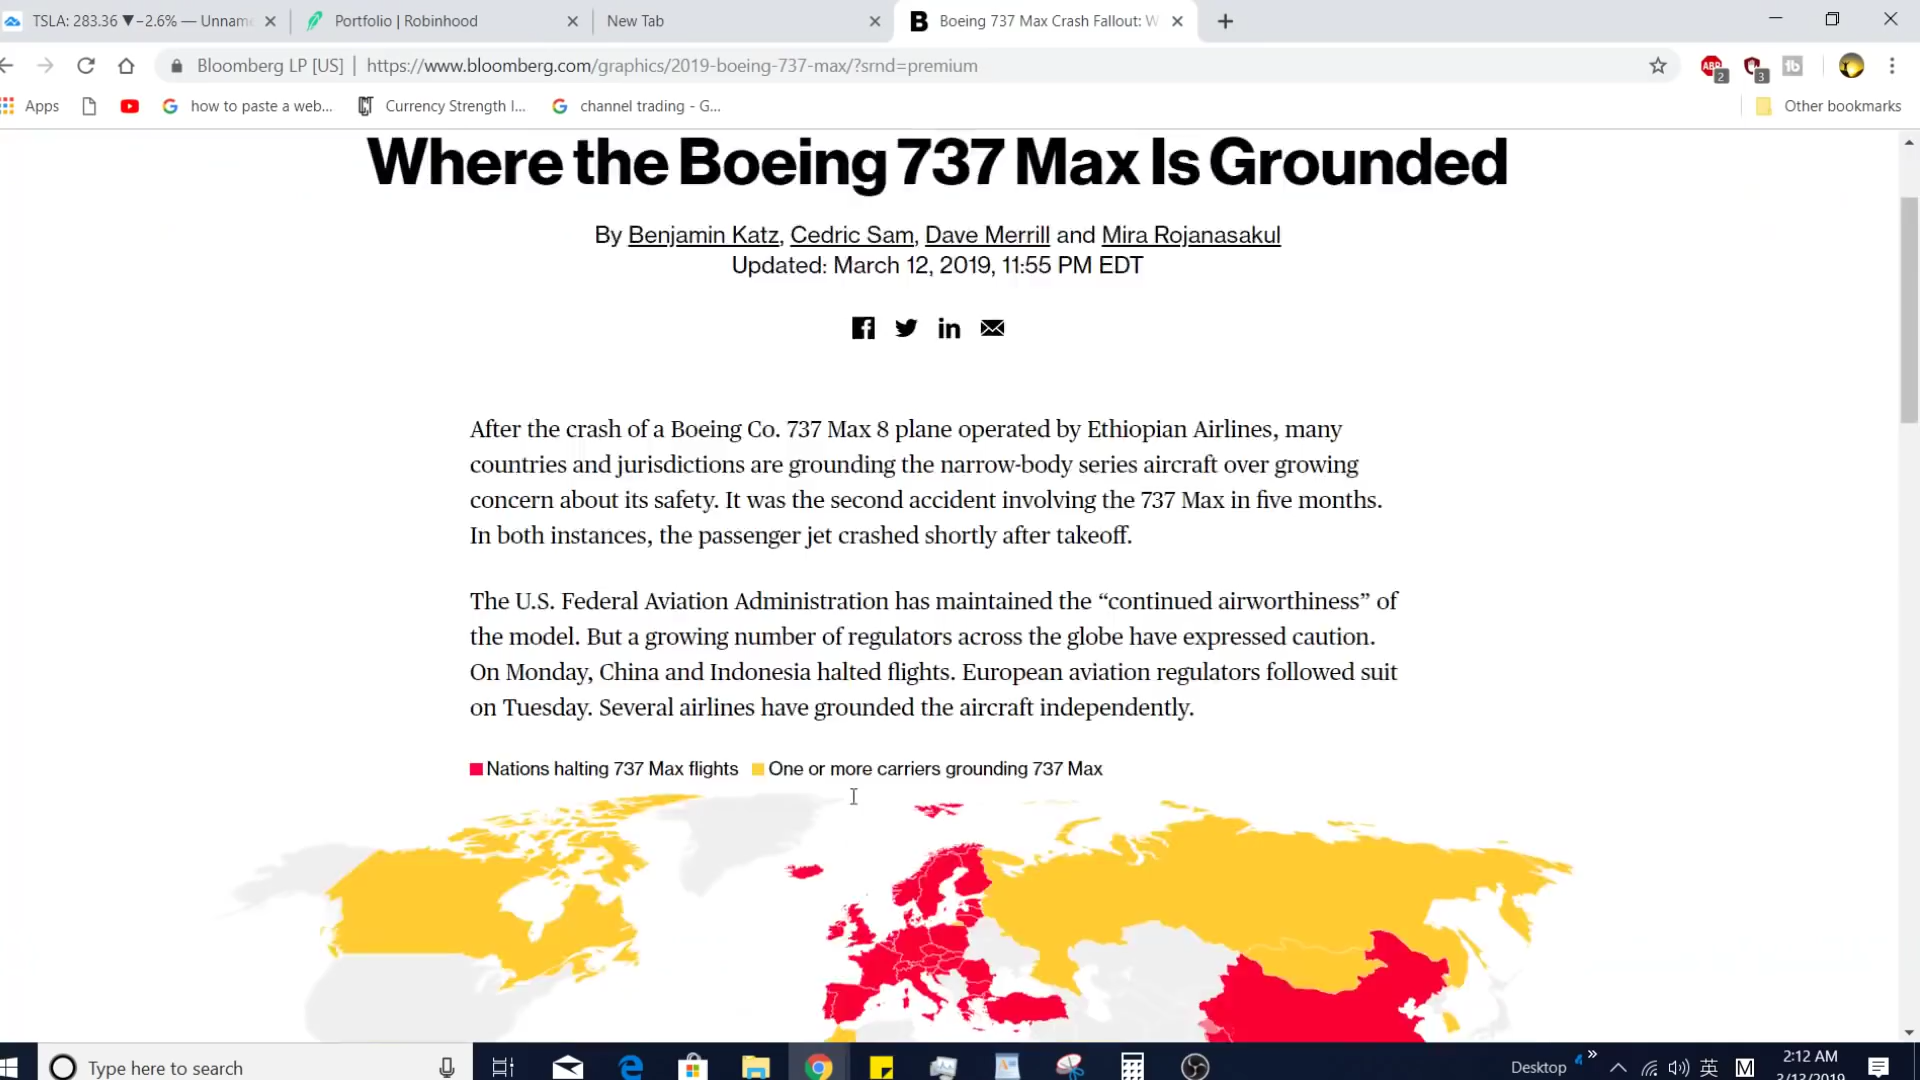 TSLA: 283.36 ▼−2.6% — Unnam
Portfolio | Robinhood
New Tab
Boeing 737 Max Crash Fallout: W
Bloomberg LP [US] | https://www.bloomberg.com/graphics/2019-boeing-737-max/?srnd=premium
ABP 2
3
tb
Apps
how to paste a web...
Currency Strength I...
channel trading - G...
Other bookmarks
Where the Boeing 737 Max Is Grounded
By Benjamin Katz, Cedric Sam, Dave Merrill and Mira Rojanasakul
Updated: March 12, 2019, 11:55 PM EDT
After the crash of a Boeing Co. 737 Max 8 plane operated by Ethiopian Airlines, many
countries and jurisdictions are grounding the narrow-body series aircraft over growing
concern about its safety. It was the second accident involving the 737 Max in five months.
In both instances, the passenger jet crashed shortly after takeoff.
The U.S. Federal Aviation Administration has maintained the “continued airworthiness” of
the model. But a growing number of regulators across the globe have expressed caution.
On Monday, China and Indonesia halted flights. European aviation regulators followed suit
on Tuesday. Several airlines have grounded the aircraft independently.
Nations halting 737 Max flights One or more carriers grounding 737 Max
Type here to search
Desktop
4
英
M
2:12 AM
3/13/2019